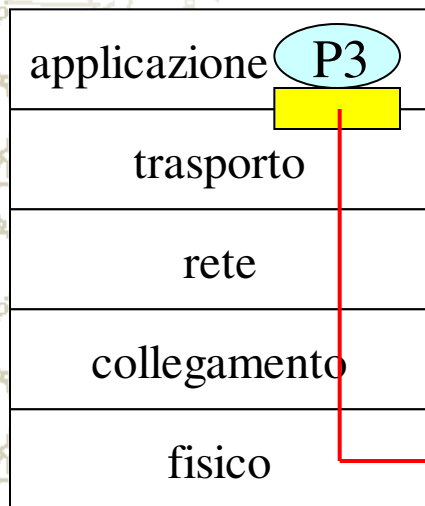 applicazione P3
trasporto
rete
collegamento
fisico